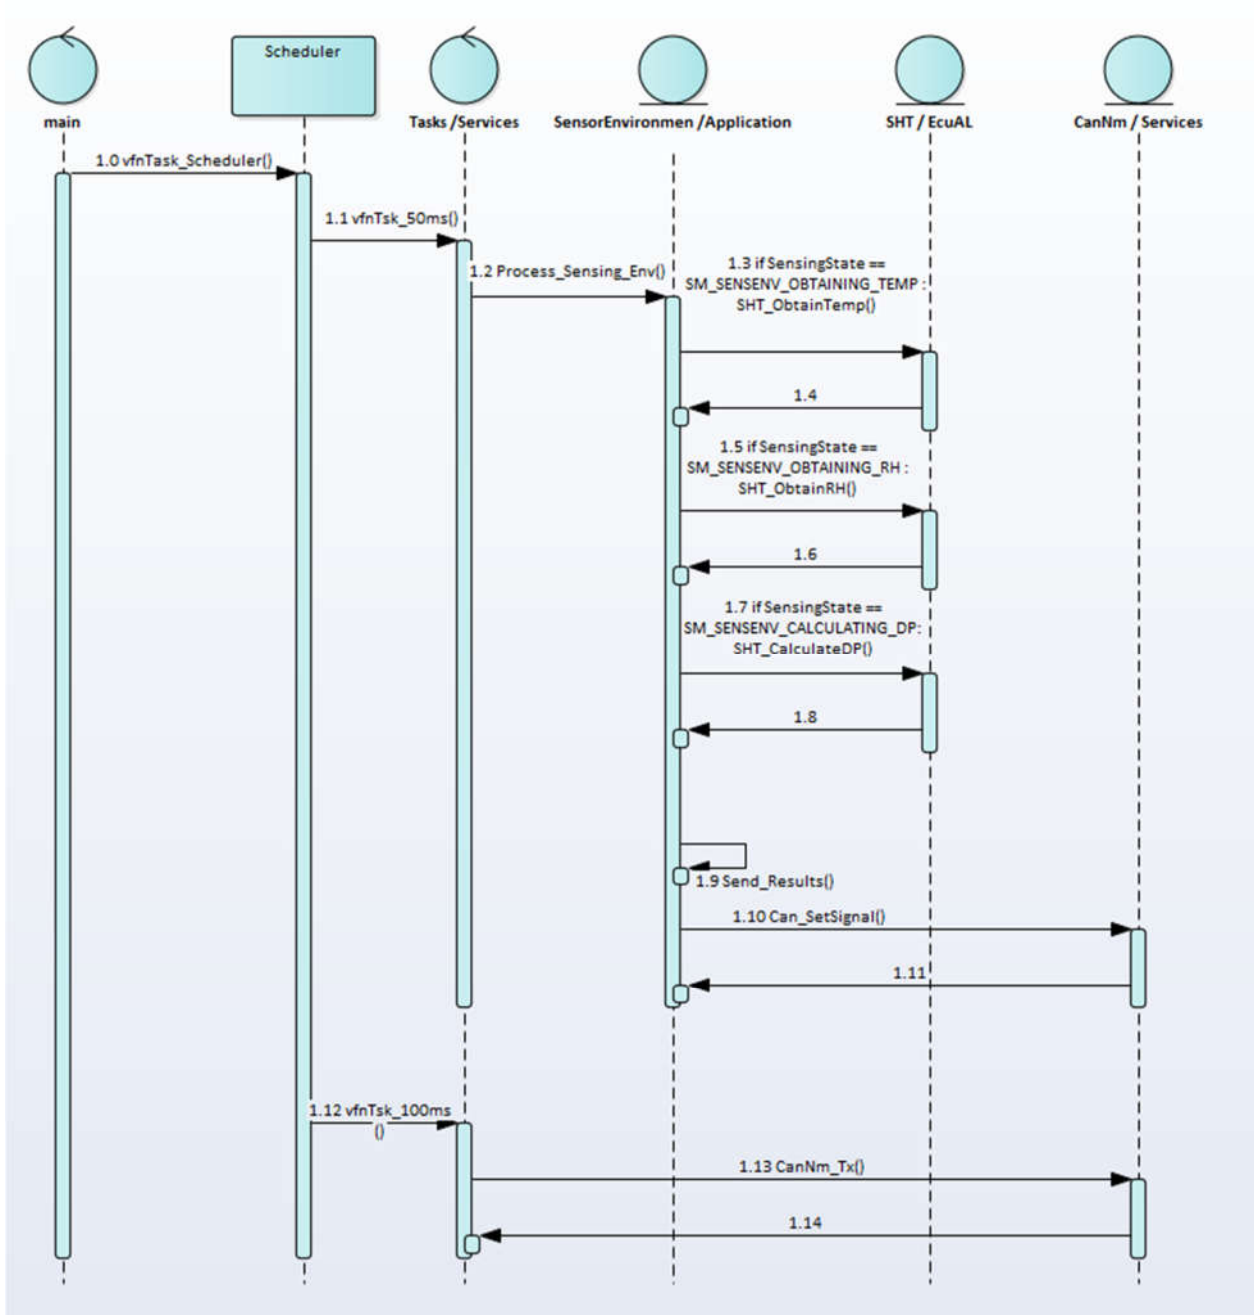 Scheduler
main
Tasks /Services
SensorEnvironmen /Application
SHT / EcuAL
CanNm / Services
1.0 vfnTask_Scheduler()
1.1 vfnTsk_50ms()
1.2 Process_Sensing_Env()
1.3 if SensingState ==
SM_SENSENV_OBTAINING_TEMP :
SHT_ObtainTemp()
1.4
1.5 if SensingState ==
SM_SENSENV_OBTAINING_RH :
SHT_ObtainRH()
1.6
1.7 if SensingState ==
SM_SENSENV_CALCULATING_DP:
SHT_CalculateDP()
1.8
1.9 Send_Results()
1.10 Can_SetSignal()
1.11
1.12 vfnTsk_100ms
()
1.13 CanNm_Tx()
1.14